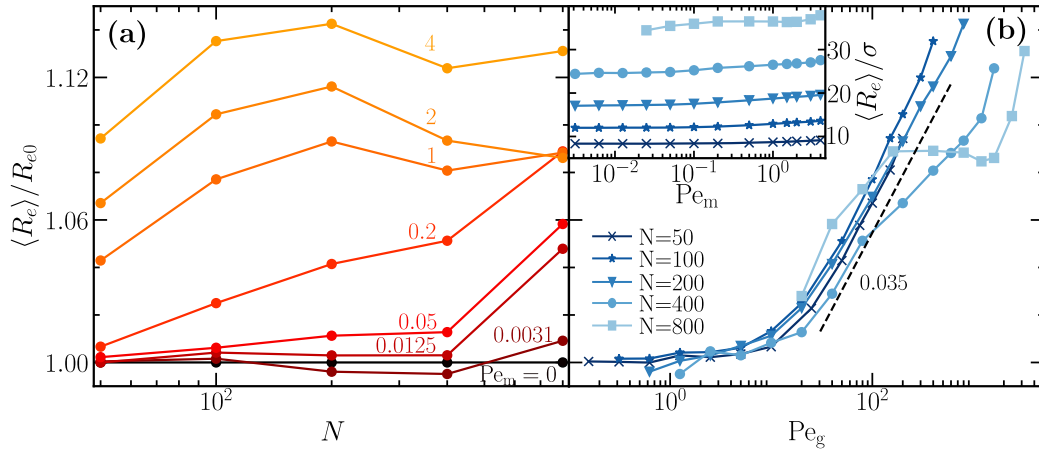 (a)
⟨R_e⟩/R_{e0}
1.12
1.06
1.00
4
2
1
0.2
0.05
0.0125
0.0031
Pe_m = 0
10^2
N
(b)
30
20
10
⟨R_e⟩/σ
10^{-2}
10^{-1}
10^0
Pe_m
N=50
N=100
N=200
N=400
N=800
0.035
10^0
10^2
Pe_g